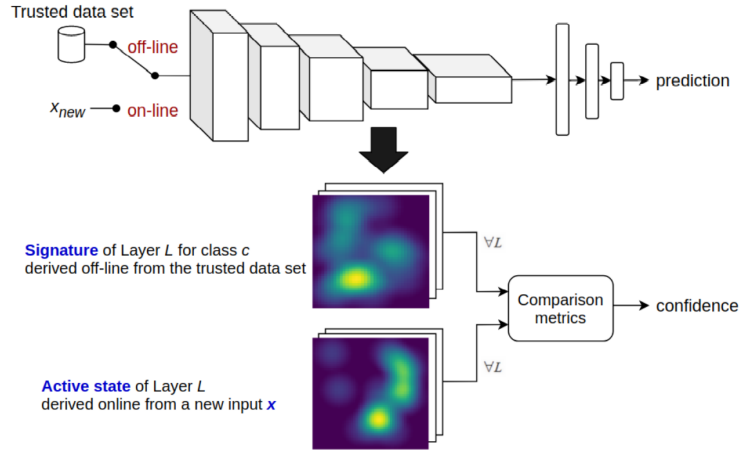 Trusted data set
off-line
x_new
on-line
prediction
Signature of Layer L for class c
derived off-line from the trusted data set
∀L
Comparison
metrics
confidence
∀L
Active state of Layer L
derived online from a new input x